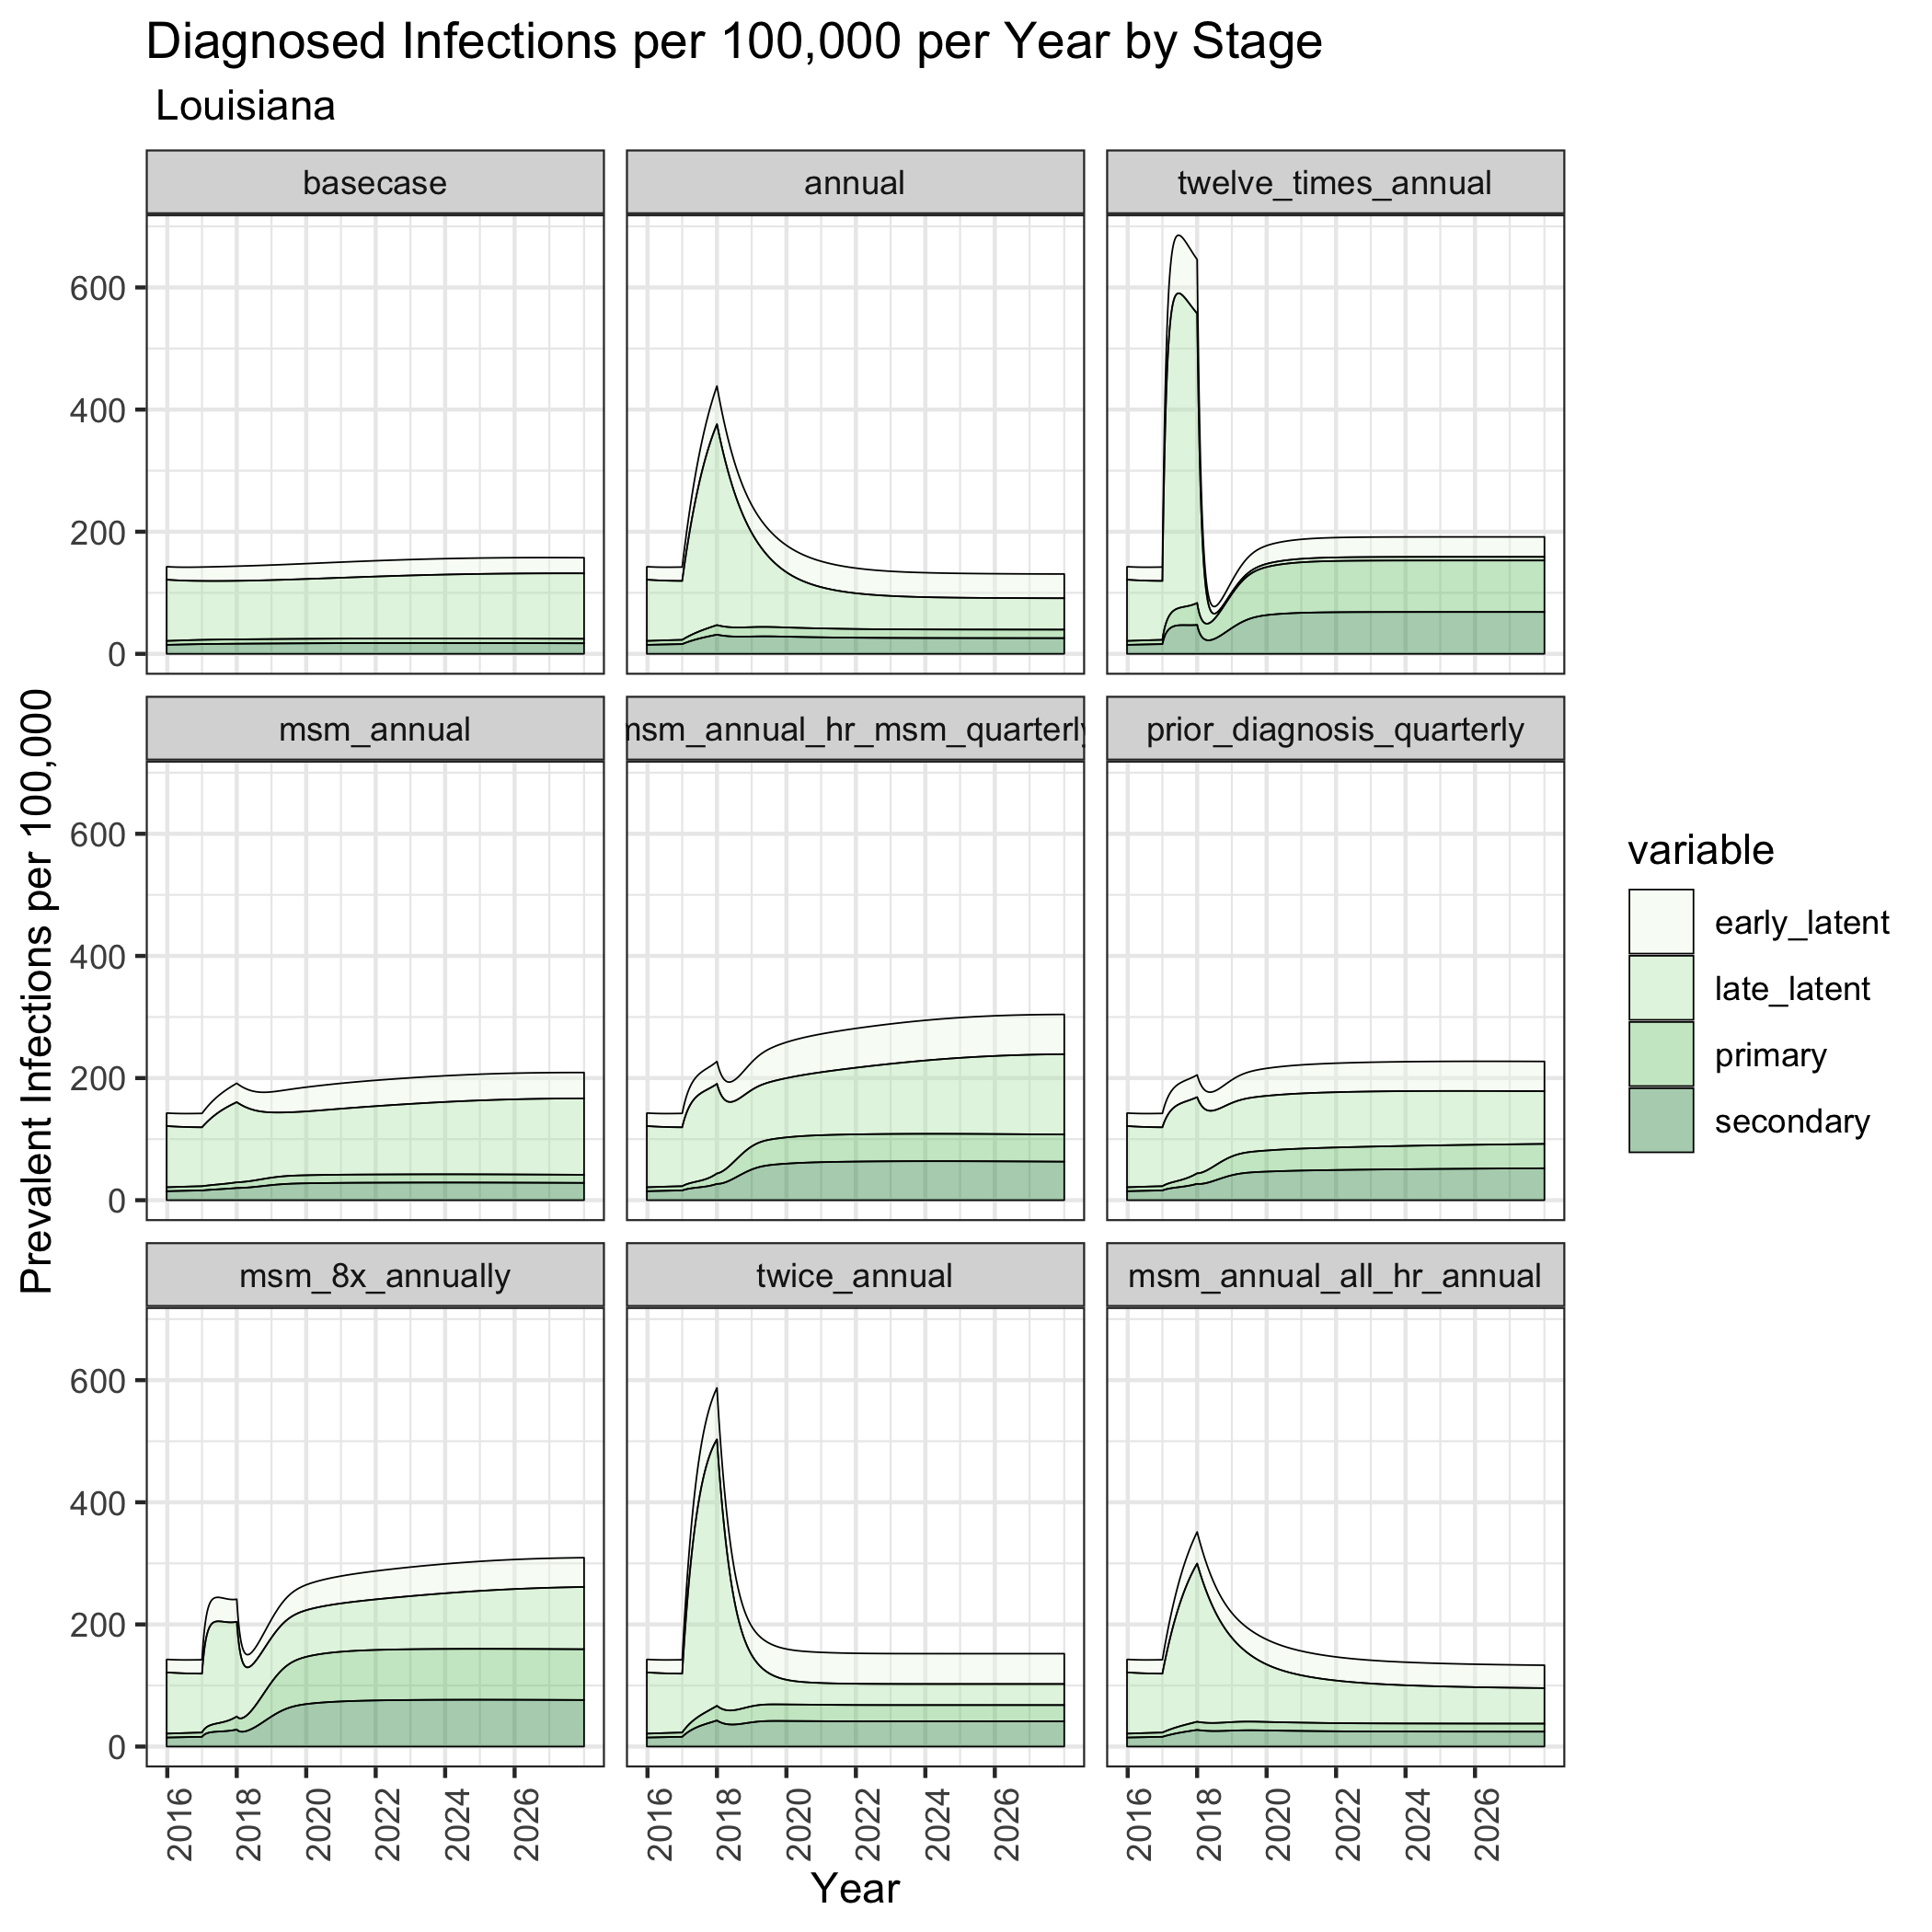 Diagnosed Infections per 100,000 per Year by Stage
Louisiana
basecase
annual
twelve_times_annual
600
400
200
0
msm_annual
msm_annual_hr_msm_quarterly
prior_diagnosis_quarterly
600
400
200
0
msm_8x_annually
twice_annual
msm_annual_all_hr_annual
600
400
200
0
2016 2018 2020 2022 2024 2026
2016 2018 2020 2022 2024 2026
2016 2018 2020 2022 2024 2026
Year
Prevalent Infections per 100,000
variable
early_latent
late_latent
primary
secondary